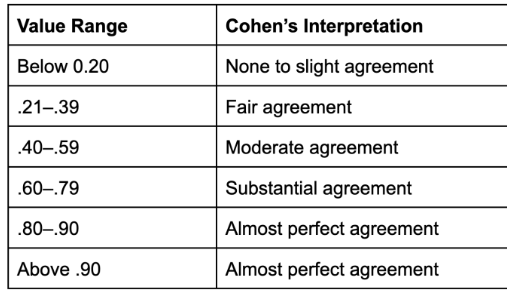 Value Range Cohen’s Interpretation
Below 0.20 None to slight agreement
.21–.39 Fair agreement
.40–.59 Moderate agreement
.60–.79 Substantial agreement
.80–.90 Almost perfect agreement
Above .90 Almost perfect agreement